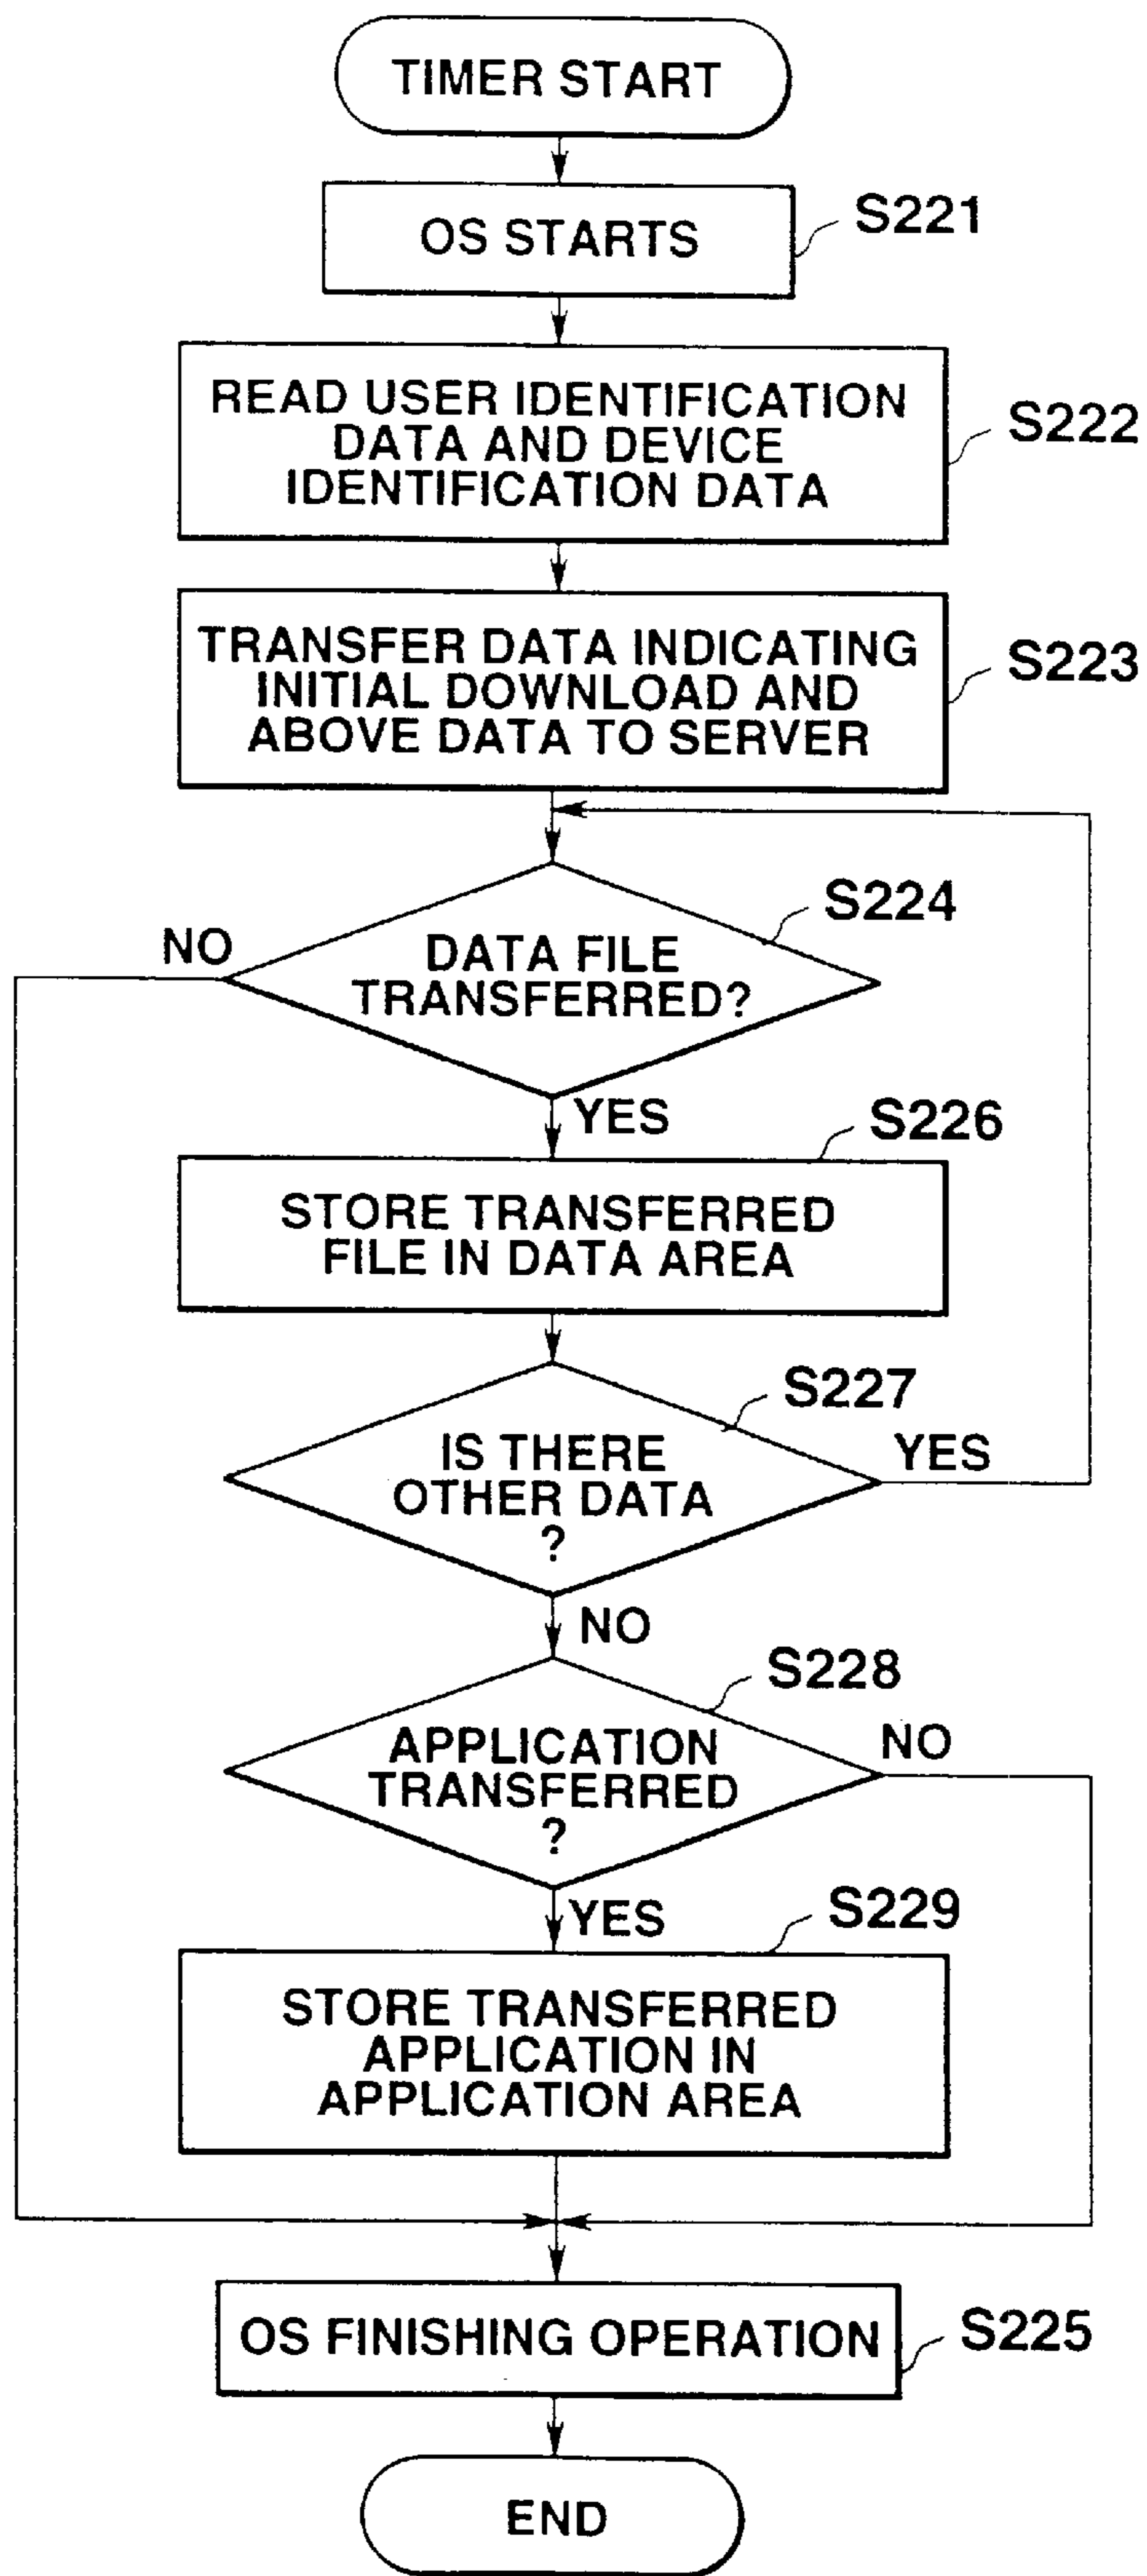 TIMER START
OS STARTS
S221
READ USER IDENTIFICATION
DATA AND DEVICE
IDENTIFICATION DATA
S222
TRANSFER DATA INDICATING
INITIAL DOWNLOAD AND
ABOVE DATA TO SERVER
S223
S224
NO
DATA FILE
TRANSFERRED?
YES
S226
STORE TRANSFERRED
FILE IN DATA AREA
S227
IS THERE
OTHER DATA
?
YES
NO
S228
APPLICATION
TRANSFERRED
?
NO
YES
S229
STORE TRANSFERRED
APPLICATION IN
APPLICATION AREA
OS FINISHING OPERATION
S225
END